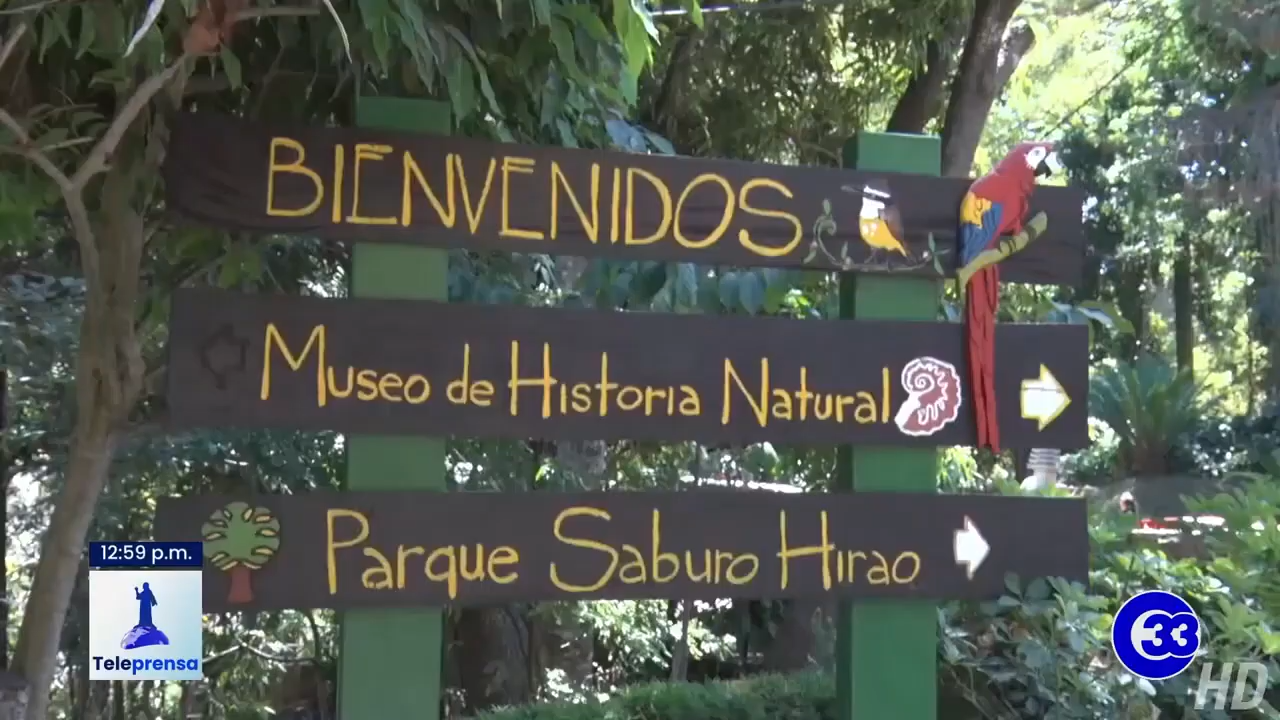 BIENVENIDOS
Museo de Historia Natural
Parque Saburo Hirao
12:59 p.m.
Teleprensa
33
HD